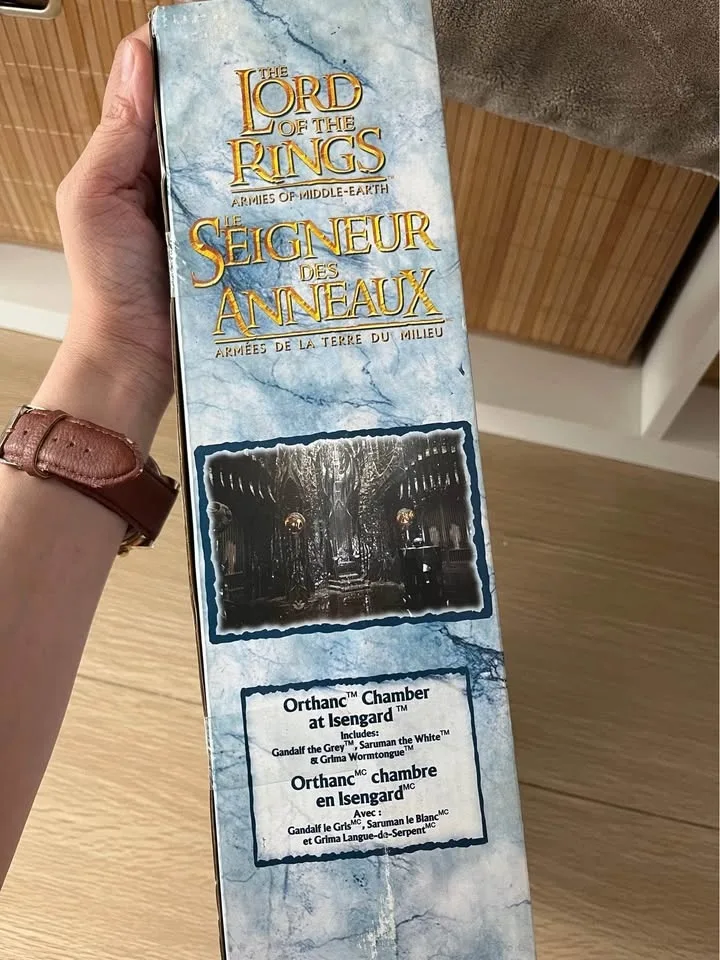 THE
LORD
OF THE
RINGS™
ARMIES OF MIDDLE-EARTH
LE
SEIGNEUR
DES
ANNEAUX
ARMÉES DE LA TERRE DU MILIEU
Orthanc™ Chamber
at Isengard™
Includes:
Gandalf the Grey™, Saruman the White™
& Grima Wormtongue™
Orthanc^MC chambre
en Isengard^MC
Avec :
Gandalf le Gris^MC, Saruman le Blanc^MC
et Grima Langue-de-Serpent^MC